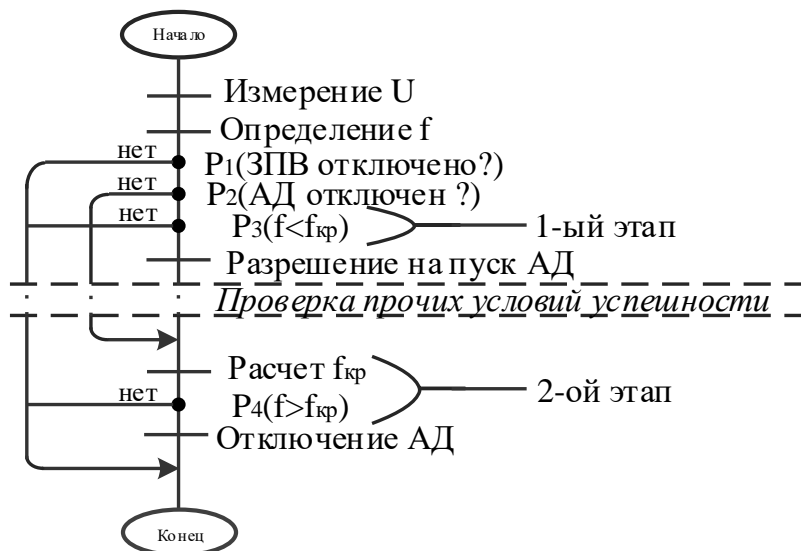 Начало
Измерение U
Определение f
нет
P1(ЗПВ отключено?)
нет
P2(АД отключен ?)
нет
P3(f<fкр)
1-ый этап
Разрешение на пуск АД
Проверка прочих условий успешности
Расчет fкр
2-ой этап
нет
P4(f>fкр)
Отключение АД
Конец